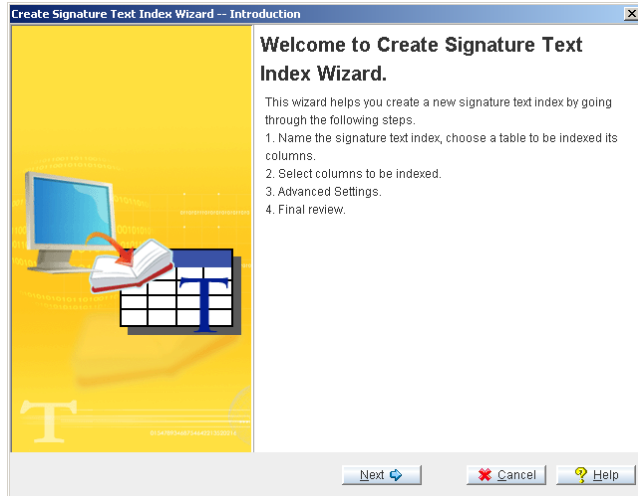 Create Signature Text Index Wizard -- Introduction
Welcome to Create Signature Text
Index Wizard.
This wizard helps you create a new signature text index by going
through the following steps.
1. Name the signature text index, choose a table to be indexed its
columns.
2. Select columns to be indexed.
3. Advanced Settings.
4. Final review.
T
T
Next
Cancel
Help